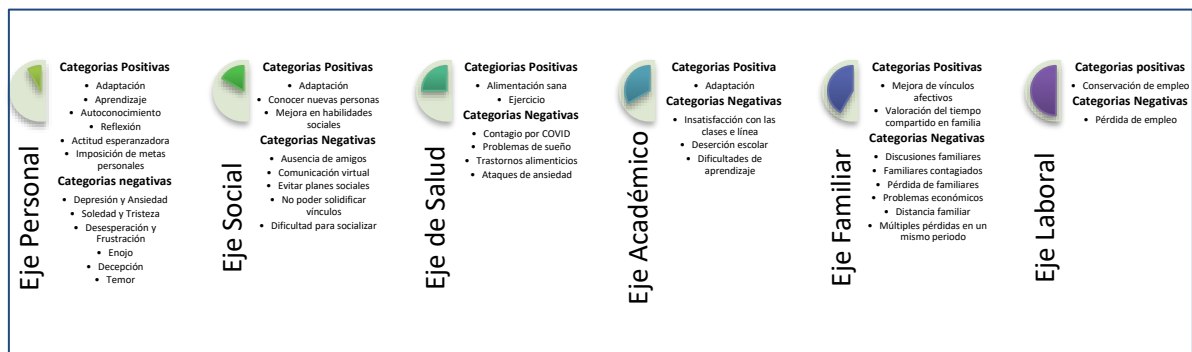 Eje Personal
Categorias Positivas
• Adaptación
• Aprendizaje
• Autoconocimiento
• Reflexión
• Actitud esperanzadora
• Imposición de metas
personales
Categorias negativas
• Depresión y Ansiedad
• Soledad y Tristeza
• Desesperación y
Frustración
• Enojo
• Decepción
• Temor
Eje Social
Categorias Positivas
• Adaptación
• Conocer nuevas personas
• Mejora en habilidades
sociales
Categorias Negativas
• Ausencia de amigos
• Comunicación virtual
• Evitar planes sociales
• No poder solidificar
vínculos
• Dificultad para socializar
Eje de Salud
Categiorias Positivas
• Alimentación sana
• Ejercicio
Categorias Negativas
• Contagio por COVID
• Problemas de sueño
• Trastornos alimenticios
• Ataques de ansiedad
Eje Académico
Categorias Positiva
• Adaptación
Categorias Negativas
• Insatisfacción con las
clases e línea
• Deserción escolar
• Dificultades de
aprendizaje
Eje Familiar
Categorias Positivas
• Mejora de vínculos
afectivos
• Valoración del tiempo
compartido en familia
Categorias Negativas
• Discusiones familiares
• Familiares contagiados
• Pérdida de familiares
• Problemas económicos
• Distancia familiar
• Múltiples pérdidas en un
mismo periodo
Eje Laboral
Categorias positivas
• Conservación de empleo
Categorias Negativas
• Pérdida de empleo